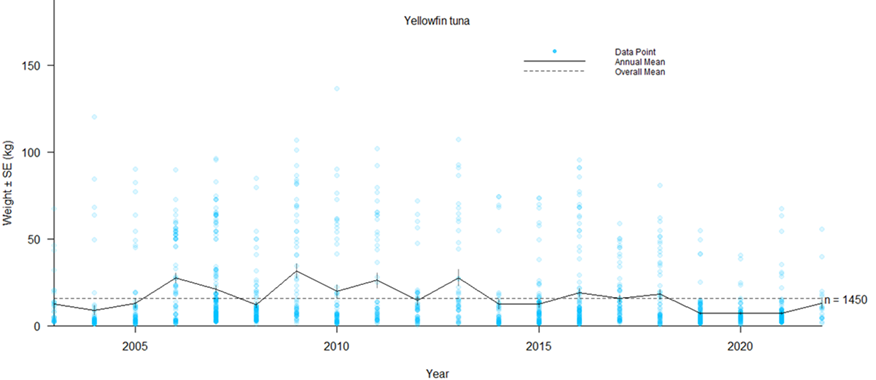 Yellowfin tuna
Data Point
Annual Mean
Overall Mean
Weight ± SE (kg)
150
100
50
0
n = 1450
2005 2010 2015 2020
Year